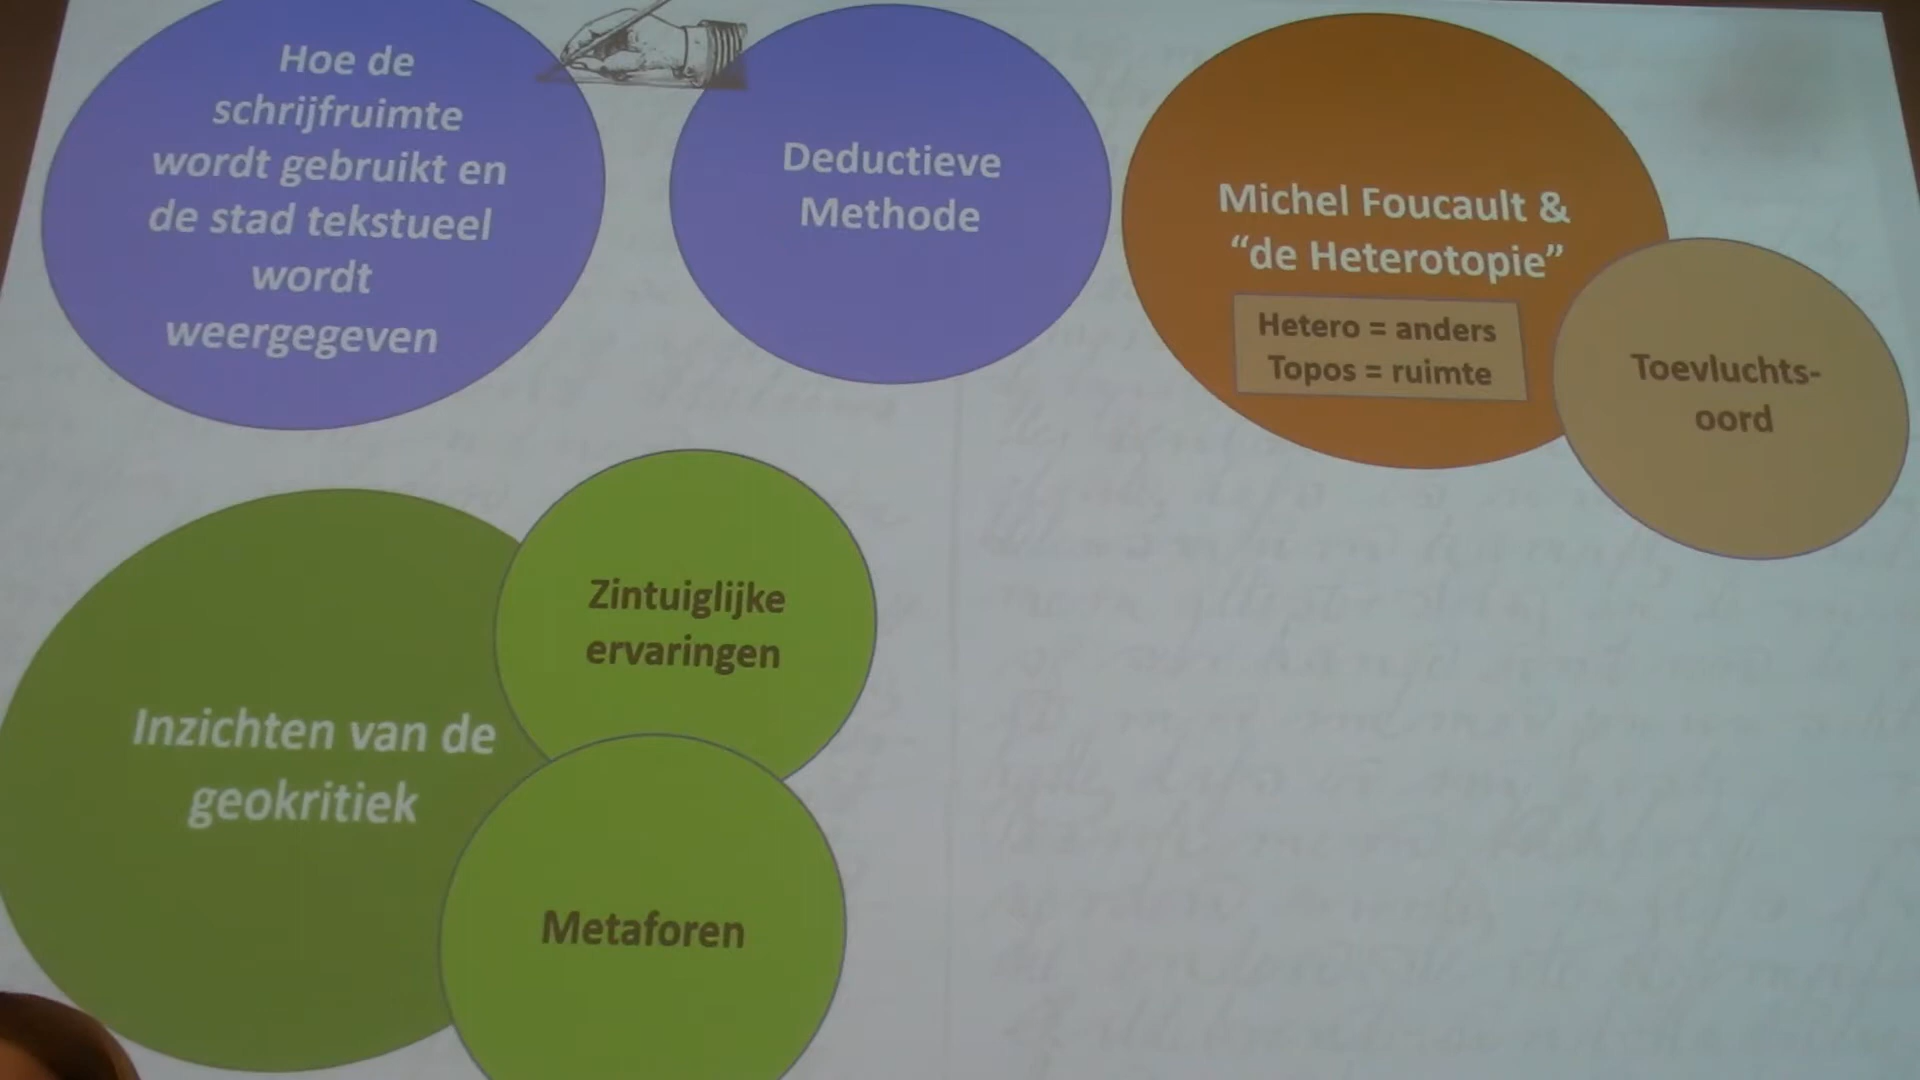 Hoe de
schrijfruimte
wordt gebruikt en
de stad tekstueel
wordt
weergegeven
Deductieve
Methode
Michel Foucault &
“de Heterotopie”
Hetero = anders
Topos = ruimte
Toevluchts-
oord
Inzichten van de
geokritiek
Zintuiglijke
ervaringen
Metaforen